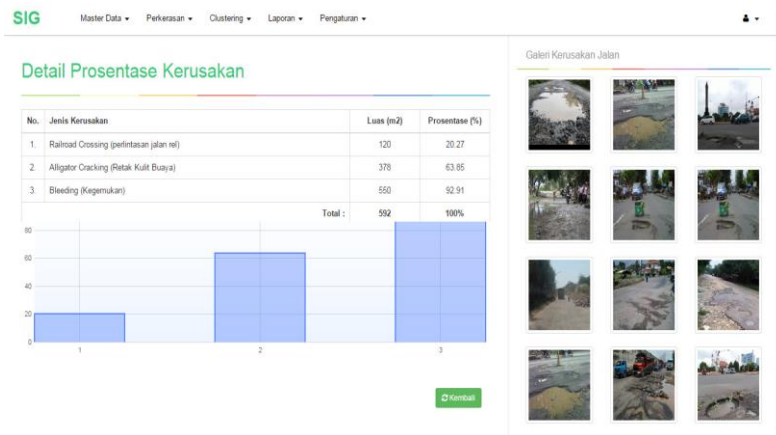 SIG Master Data Perkerasan Clustering Laporan Pengaturan
Detail Prosentase Kerusakan
No. Jenis Kerusakan Luas (m2) Prosentase (%)
1. Railroad Crossing (perlintasan jalan rel) 120 20.27
2. Alligator Cracking (Retak Kulit Buaya) 378 63.85
3. Bleeding (Kegemukan) 550 92.91
Total : 592 100%
80
60
40
20
0
1 2 3
Kembali
Galeri Kerusakan Jalan